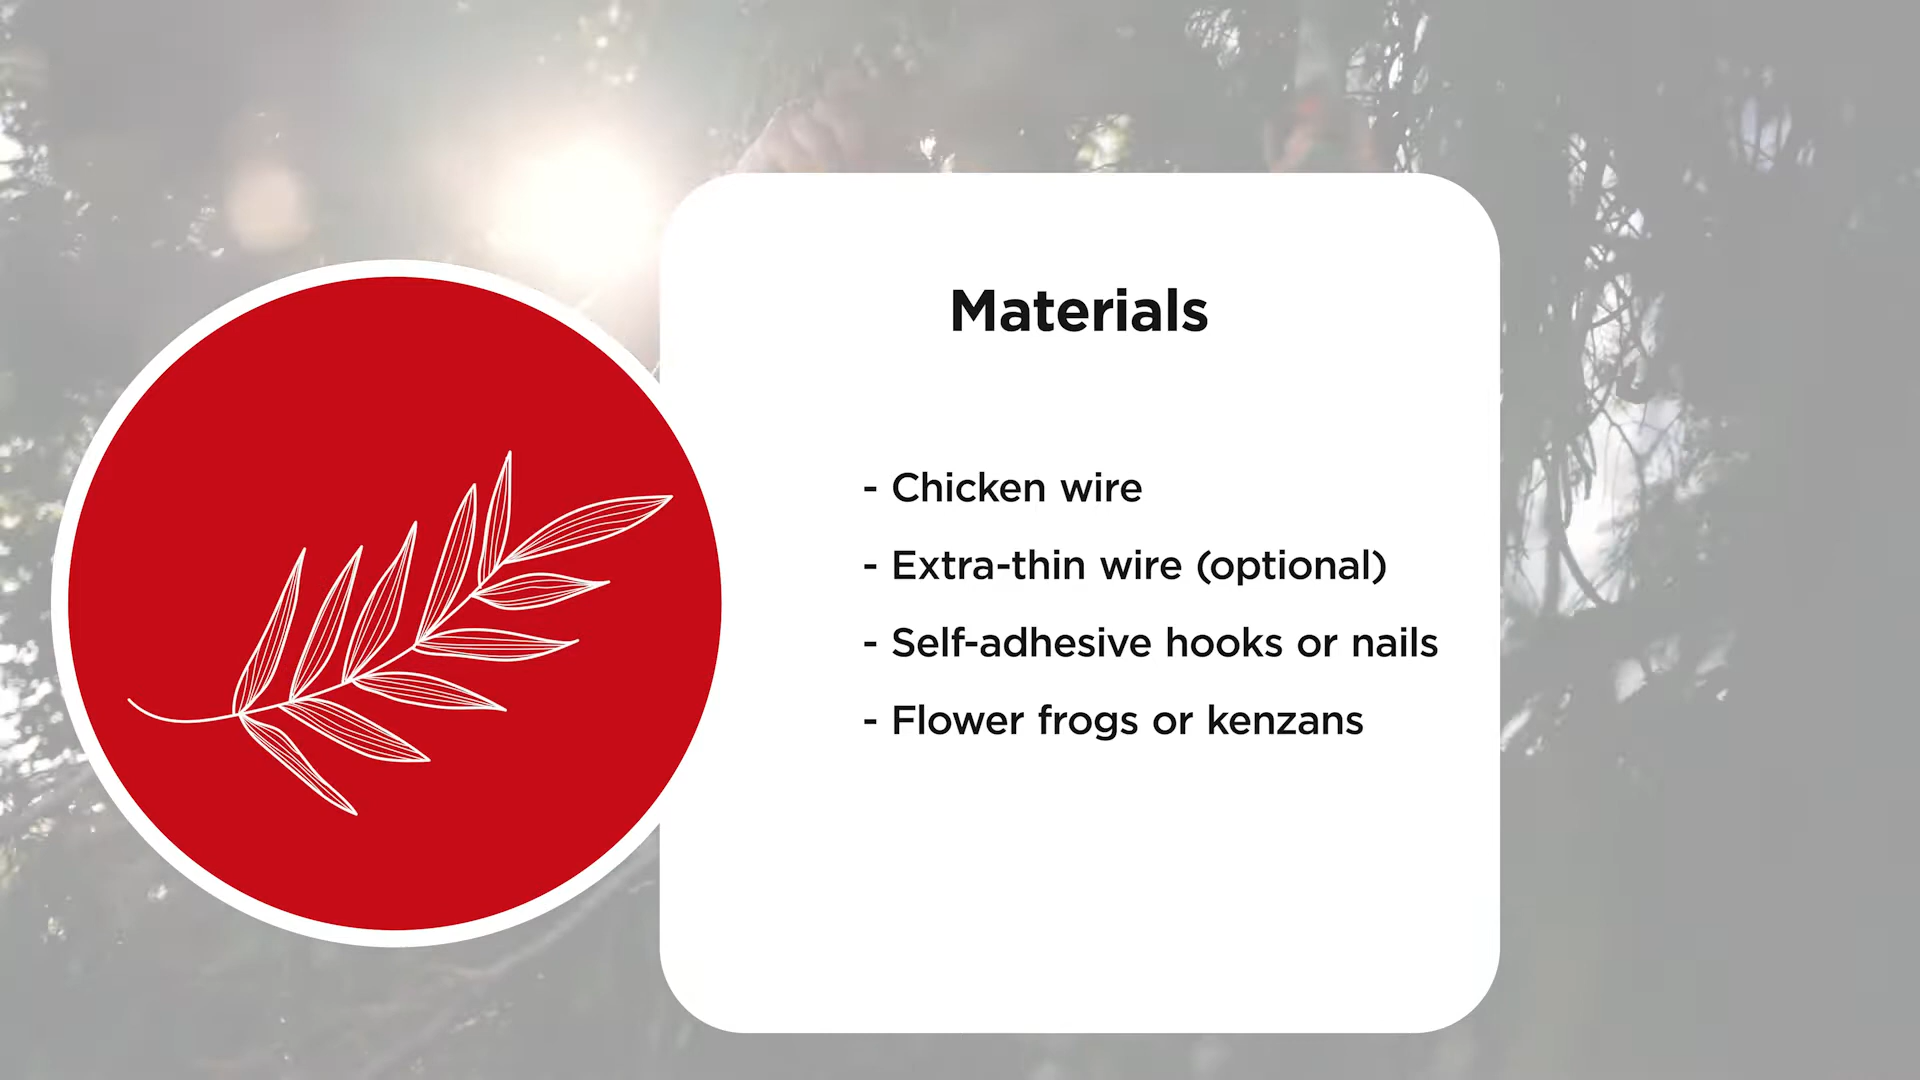 Materials
- Chicken wire
- Extra-thin wire (optional)
- Self-adhesive hooks or nails
- Flower frogs or kenzans